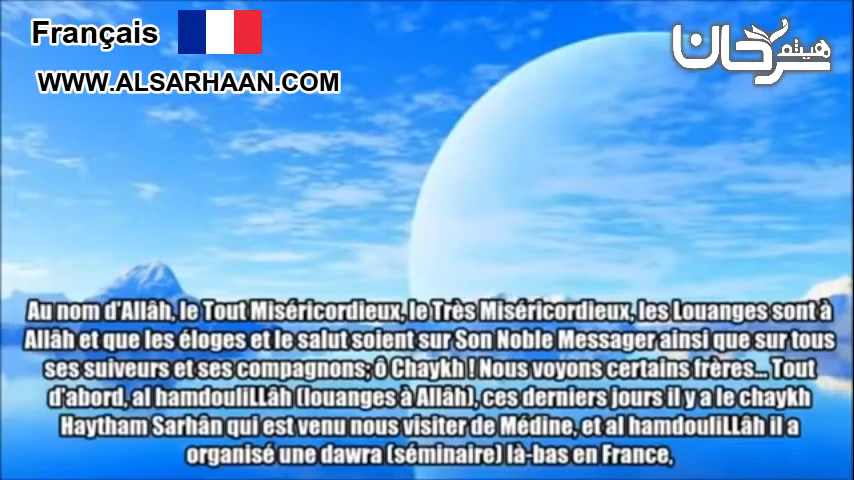 Français
هيثم سرحان
WWW.ALSARHAAN.COM
Au nom d'Allâh, le Tout Miséricordieux, le Très Miséricordieux, les Louanges sont à
Allâh et que les éloges et le salut soient sur Son Noble Messager ainsi que sur tous
ses suiveurs et ses compagnons; ô Chaykh ! Nous voyons certains frères... Tout
d'abord, al hamdouliLLâh (louanges à Allâh), ces derniers jours il y a le chaykh
Haytham Sarhân qui est venu nous visiter de Médine, et al hamdouliLLâh il a
organisé une dawra (séminaire) là-bas en France,